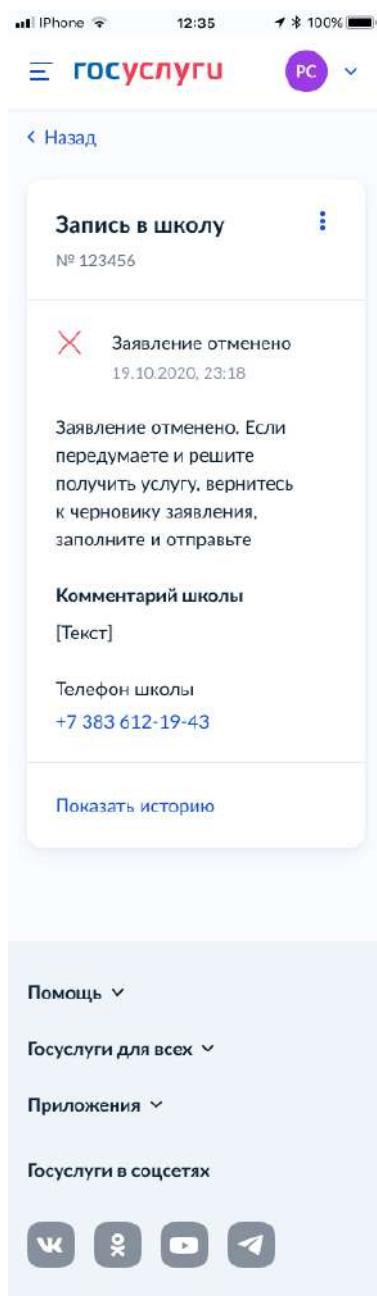 iPhone 12:35 100%
госуслуги РС
Назад
Запись в школу
№ 123456
Заявление отменено
19.10.2020, 23:18
Заявление отменено. Если
передумаете и решите
получить услугу, вернитесь
к черновику заявления,
заполните и отправьте
Комментарий школы
[Текст]
Телефон школы
+7 383 612-19-43
Показать историю
Помощь
Госуслуги для всех
Приложения
Госуслуги в соцсетях